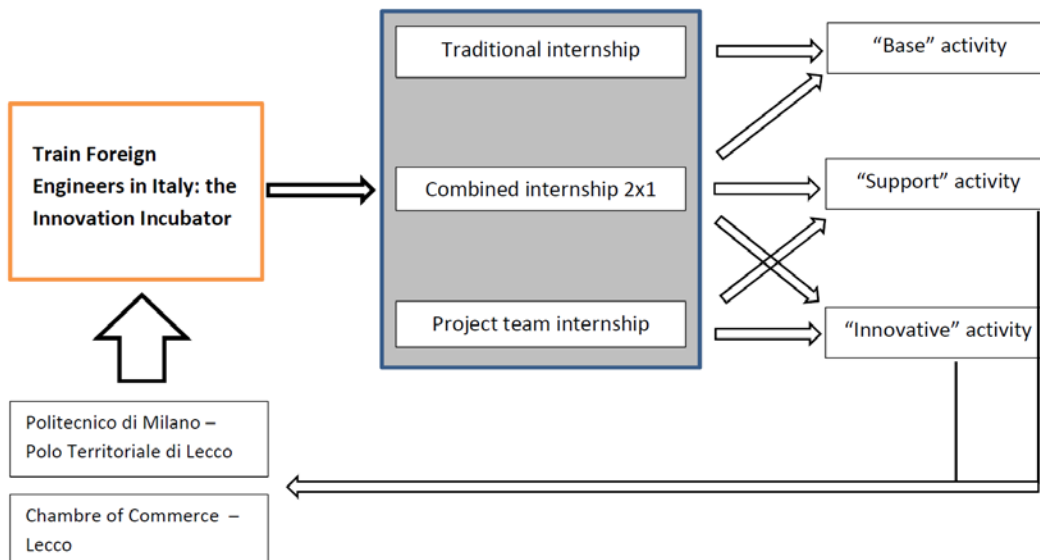 Traditional internship
“Base” activity
Train Foreign
Engineers in Italy: the
Innovation Incubator
Combined internship 2x1
“Support” activity
Project team internship
“Innovative” activity
Politecnico di Milano –
Polo Territoriale di Lecco
Chambre of Commerce –
Lecco